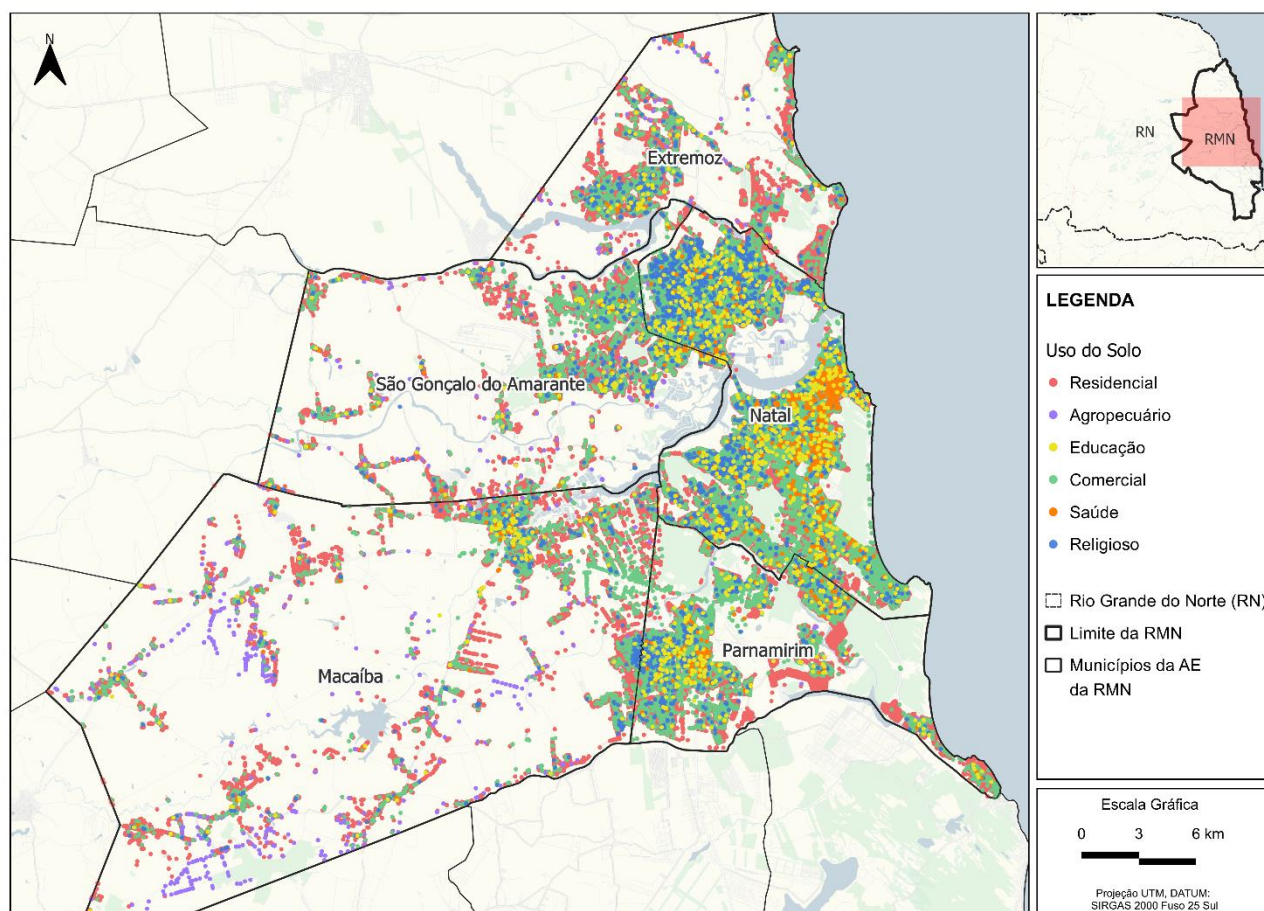 N
Extremoz
São Gonçalo do Amarante
Natal
Macaíba
Parnamirim
RN
RMN
LEGENDA
Uso do Solo
Residencial
Agropecuário
Educação
Comercial
Saúde
Religioso
Rio Grande do Norte (RN)
Limite da RMN
Municípios da AE
da RMN
Escala Gráfica
0 3 6 km
Projeção UTM, DATUM:
SIRGAS 2000 Fuso 25 Sul